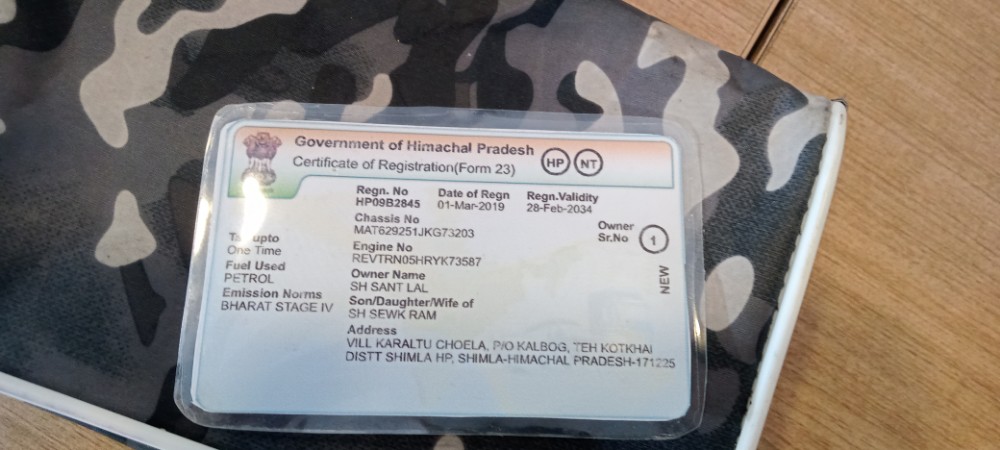 Government of Himachal Pradesh
Certificate of Registration(Form 23)
HP NT
Regn. No Date of Regn Regn.Validity
HP09B2845 01-Mar-2019 28-Feb-2034
Chassis No
MAT629251JKG73203
Owner
Sr.No 1
Engine No
REVTRN05HRYK73587
NEW
upto
One Time
Fuel Used
PETROL
Emission Norms
BHARAT STAGE IV
Owner Name
SH SANT LAL
Son/Daughter/Wife of
SH SEWK RAM
Address
VILL KARALTU CHOELA, P/O KALBOG, TEH KOTKHAI
DISTT SHIMLA HP, SHIMLA-HIMACHAL PRADESH-171225